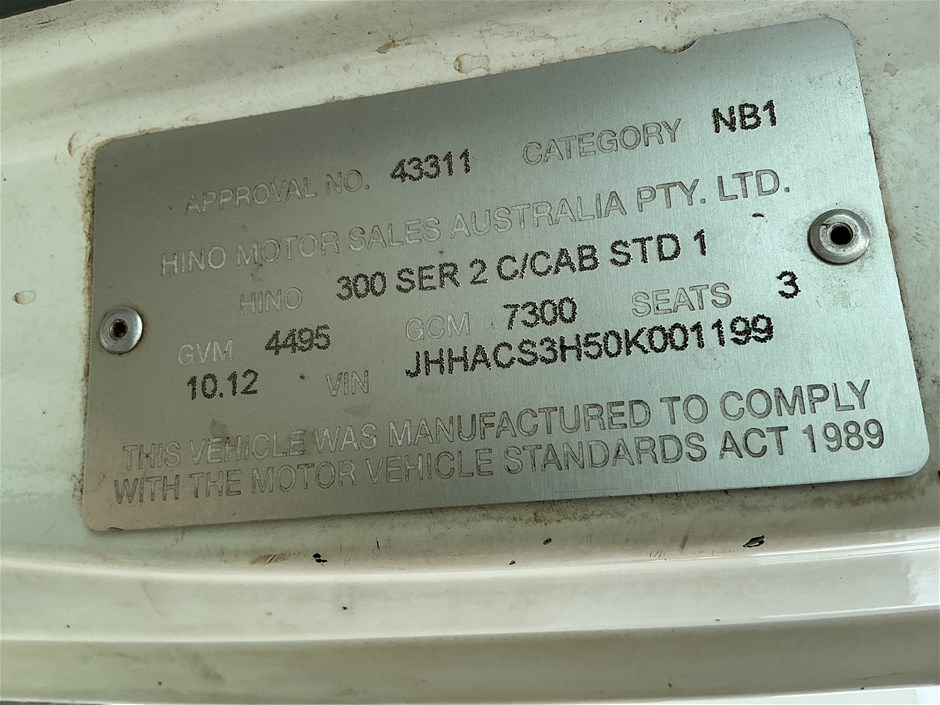 APPROVAL NO. 43311 CATEGORY NB1
HINO MOTOR SALES AUSTRALIA PTY. LTD.
HINO 300 SER 2 C/CAB STD 1
GVM 4495 GCM 7300 SEATS 3
10.12 VIN JHHACS3H50K001199
THIS VEHICLE WAS MANUFACTURED TO COMPLY
WITH THE MOTOR VEHICLE STANDARDS ACT 1989